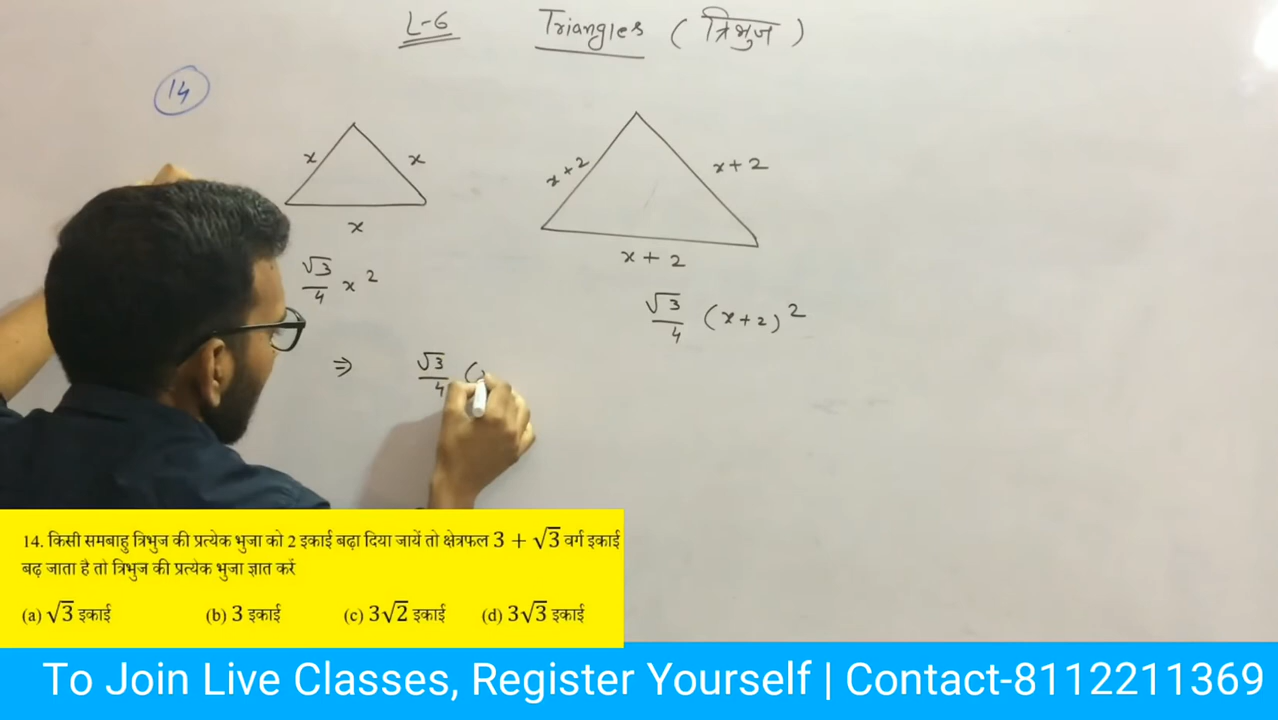 L-6 Triangles ( त्रिभुज )
14
x x
x
x+2 x+2
x + 2
√3/4 x²
√3/4 (x+2)²
⇒ √3/4 (
14. किसी समबाहु त्रिभुज की प्रत्येक भुजा को 2 इकाई बढ़ा दिया जायें तो क्षेत्रफल 3 + √3 वर्ग इकाई
बढ़ जाता है तो त्रिभुज की प्रत्येक भुजा ज्ञात करें
(a) √3 इकाई (b) 3 इकाई (c) 3√2 इकाई (d) 3√3 इकाई
To Join Live Classes, Register Yourself | Contact-8112211369